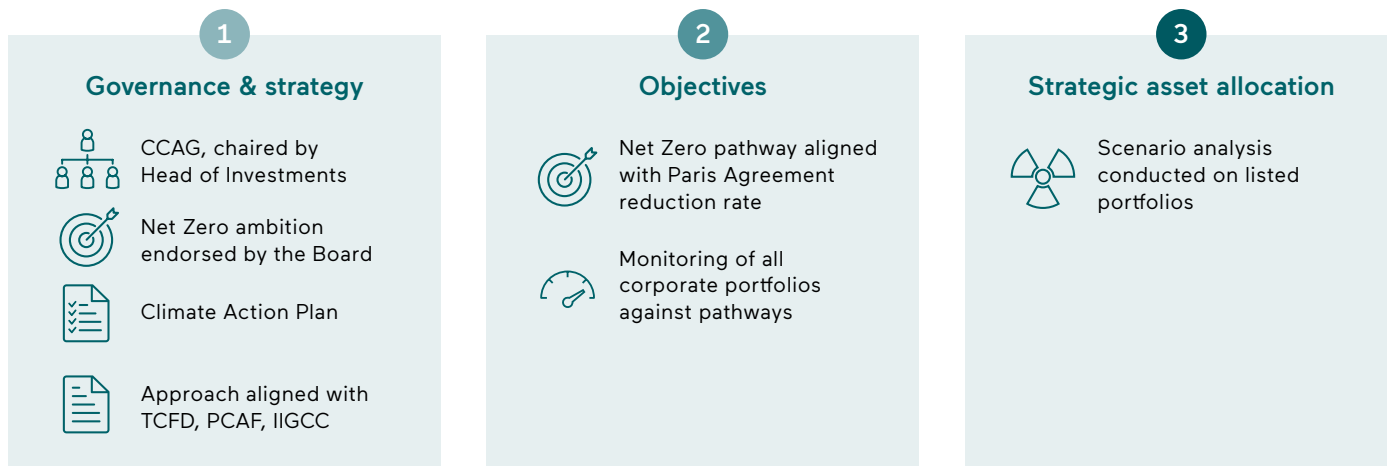 1
Governance & strategy
CCAG, chaired by
Head of Investments
Net Zero ambition
endorsed by the Board
Climate Action Plan
Approach aligned with
TCFD, PCAF, IIGCC
2
Objectives
Net Zero pathway aligned
with Paris Agreement
reduction rate
Monitoring of all
corporate portfolios
against pathways
3
Strategic asset allocation
Scenario analysis
conducted on listed
portfolios